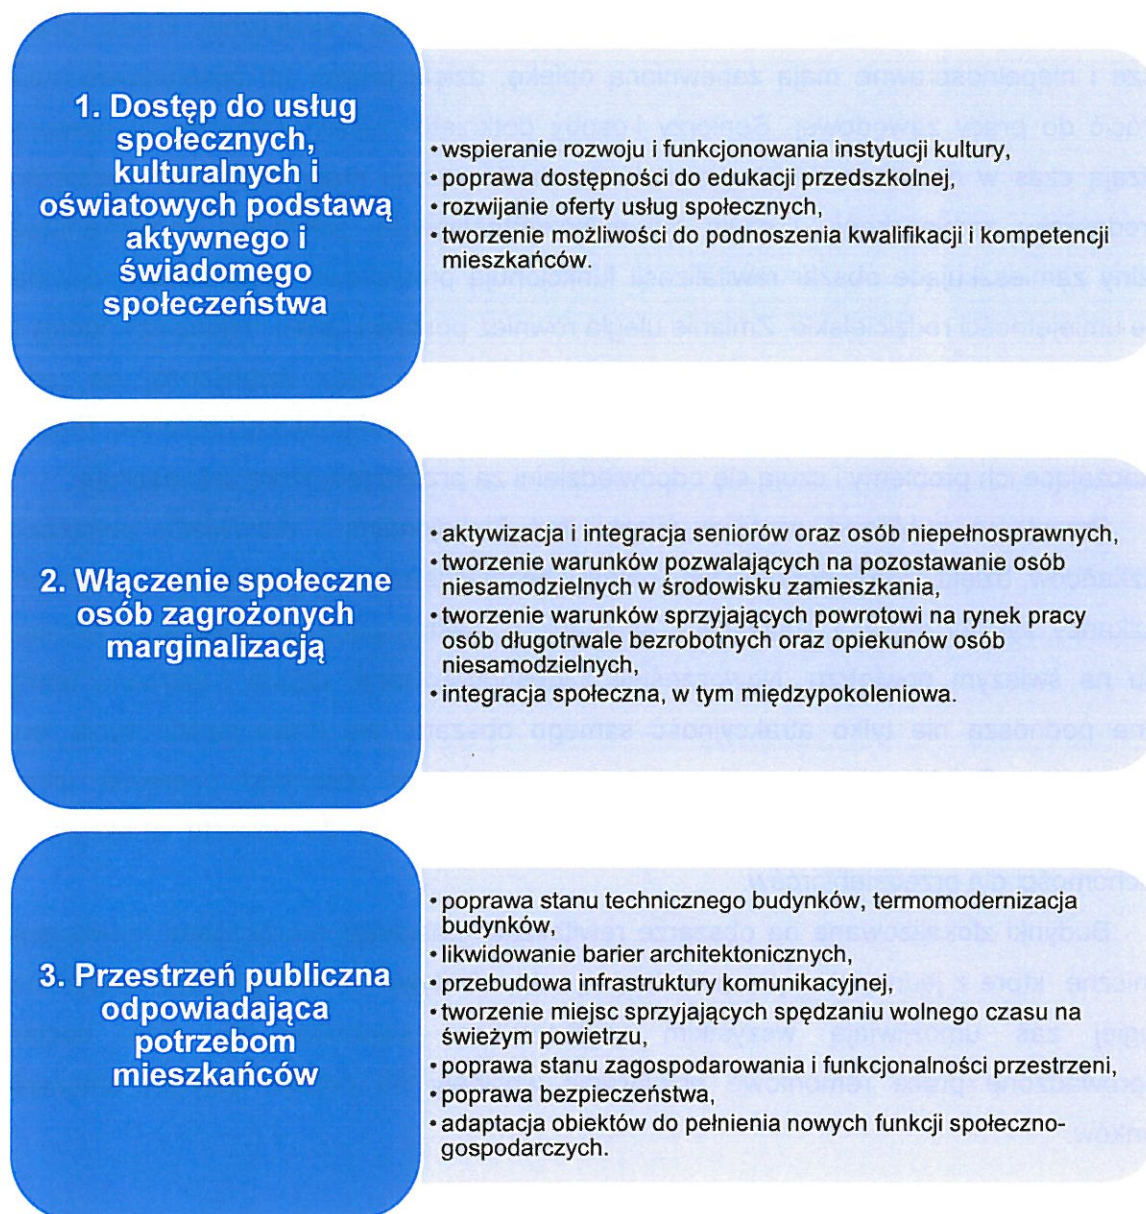 1. Dostęp do usług
społecznych,
kulturalnych i
oświatowych podstawą
aktywnego i
świadomego
społeczeństwa
• wspieranie rozwoju i funkcjonowania instytucji kultury,
• poprawa dostępności do edukacji przedszkolnej,
• rozwijanie oferty usług społecznych,
• tworzenie możliwości do podnoszenia kwalifikacji i kompetencji
mieszkańców.
2. Włączenie społeczne
osób zagrożonych
marginalizacją
• aktywizacja i integracja seniorów oraz osób niepełnosprawnych,
• tworzenie warunków pozwalających na pozostawanie osób
niesamodzielnych w środowisku zamieszkania,
• tworzenie warunków sprzyjających powrotowi na rynek pracy
osób długotrwale bezrobotnych oraz opiekunów osób
niesamodzielnych,
• integracja społeczna, w tym międzypokoleniowa.
3. Przestrzeń publiczna
odpowiadająca
potrzebom
mieszkańców
• poprawa stanu technicznego budynków, termomodernizacja
budynków,
• likwidowanie barier architektonicznych,
• przebudowa infrastruktury komunikacyjnej,
• tworzenie miejsc sprzyjających spędzaniu wolnego czasu na
świeżym powietrzu,
• poprawa stanu zagospodarowania i funkcjonalności przestrzeni,
• poprawa bezpieczeństwa,
• adaptacja obiektów do pełnienia nowych funkcji społeczno-
gospodarczych.